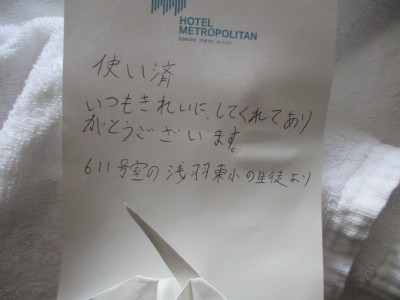 HOTEL
METROPOLITAN
使い済
いつもきれいに、してくれてあり
がとうございます。
611号室の浅羽東小の生徒より